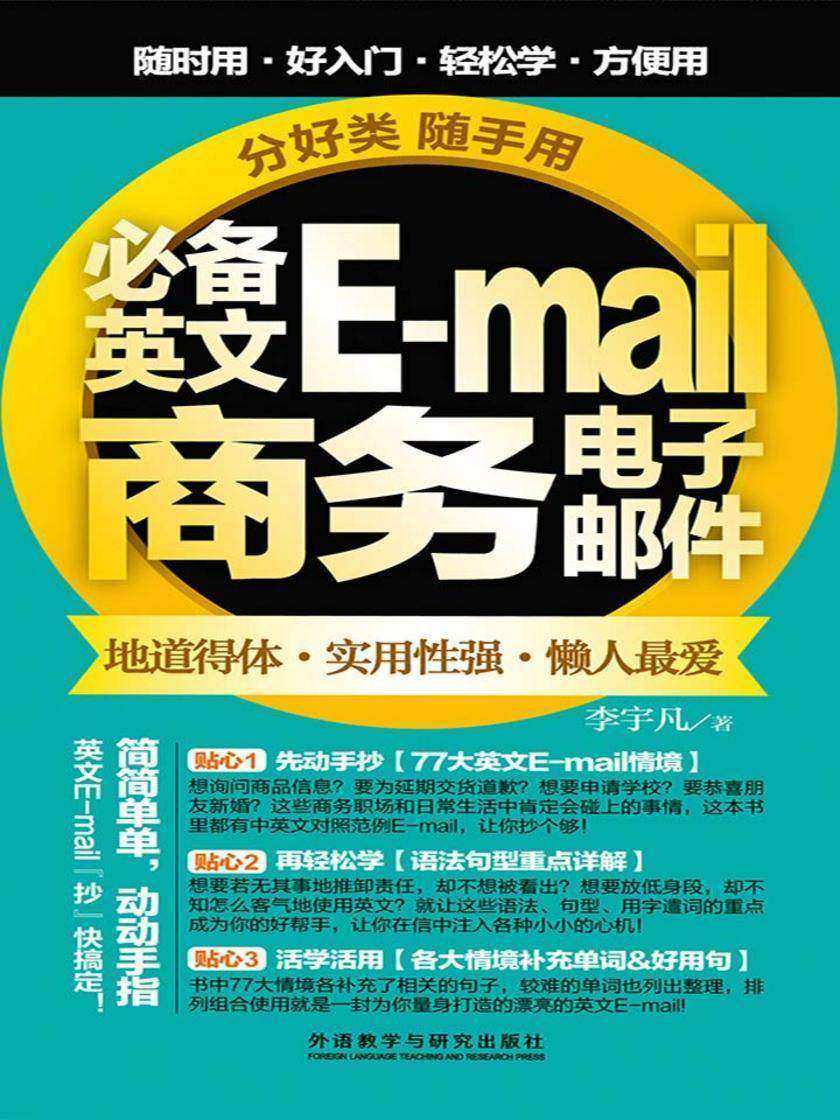 随时用·好入门·轻松学·方便用
分好类 随手用
必备
英文
E-mail
商务
电子
邮件
地道得体·实用性强·懒人最爱
李宇凡/著
简简单单，动动手指
英文E-mail『抄』快搞定！
贴心1 先动手抄【77大英文E-mail情境】
想询问商品信息？要为延期交货道歉？想要申请学校？要恭喜朋
友新婚？这些商务职场和日常生活中肯定会碰上的事情，这本书
里都有中英文对照范例E-mail，让你抄个够！
贴心2 再轻松学【语法句型重点详解】
想要若无其事地推卸责任，却不想被看出？想要放低身段，却不
知怎么客气地使用英文？就让这些语法、句型、用字遣词的重点
成为你的好帮手，让你在信中注入各种小小的心机！
贴心3 活学活用【各大情境补充单词&好用句】
书中77大情境各补充了相关的句子，较难的单词也列出整理，排
列组合使用就是一封为你量身打造的漂亮的英文E-mail!
外语教学与研究出版社
FOREIGN LANGUAGE TEACHING AND RESEARCH PRESS